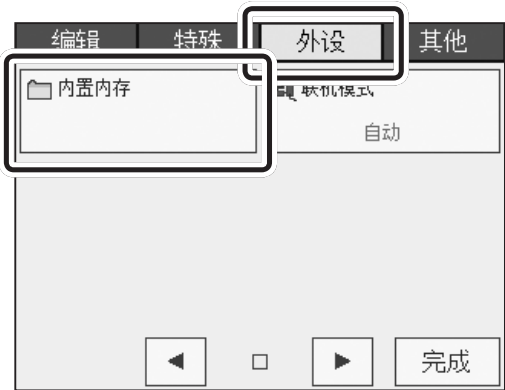 编辑 特殊 外设 其他
内置内存 联机模式
自动
完成